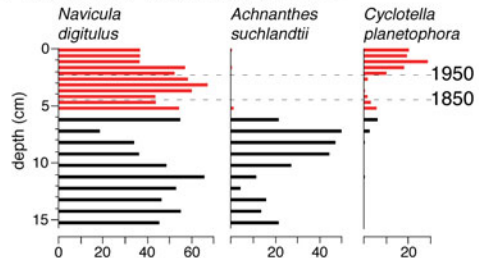 Navicula digitulus
Achnanthes suchlandtii
Cyclotella planetophora
depth (cm)
0
5
10
15
1950
1850
0 20 40 60
0 20 40
20